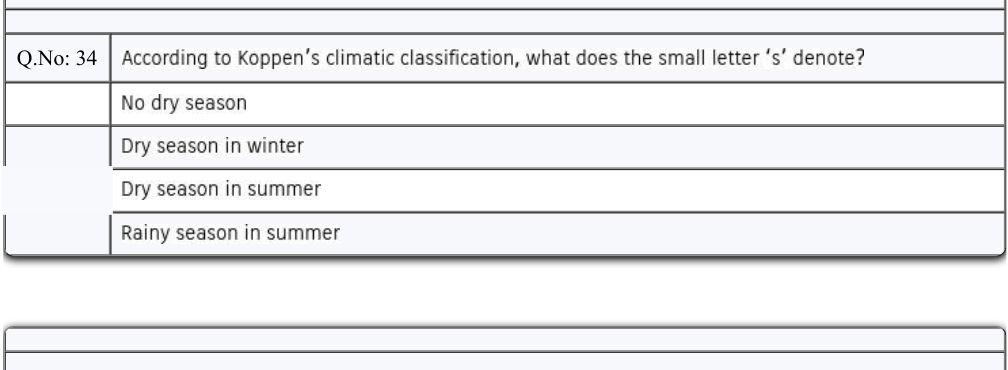 Q.No: 34 According to Koppen's climatic classification, what does the small letter ‘s’ denote?
No dry season
Dry season in winter
Dry season in summer
Rainy season in summer